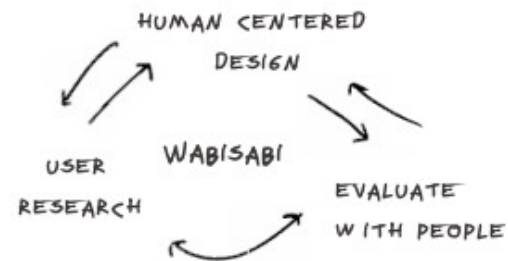 HUMAN CENTERED
DESIGN
WABISABI
USER
RESEARCH
EVALUATE
WITH PEOPLE